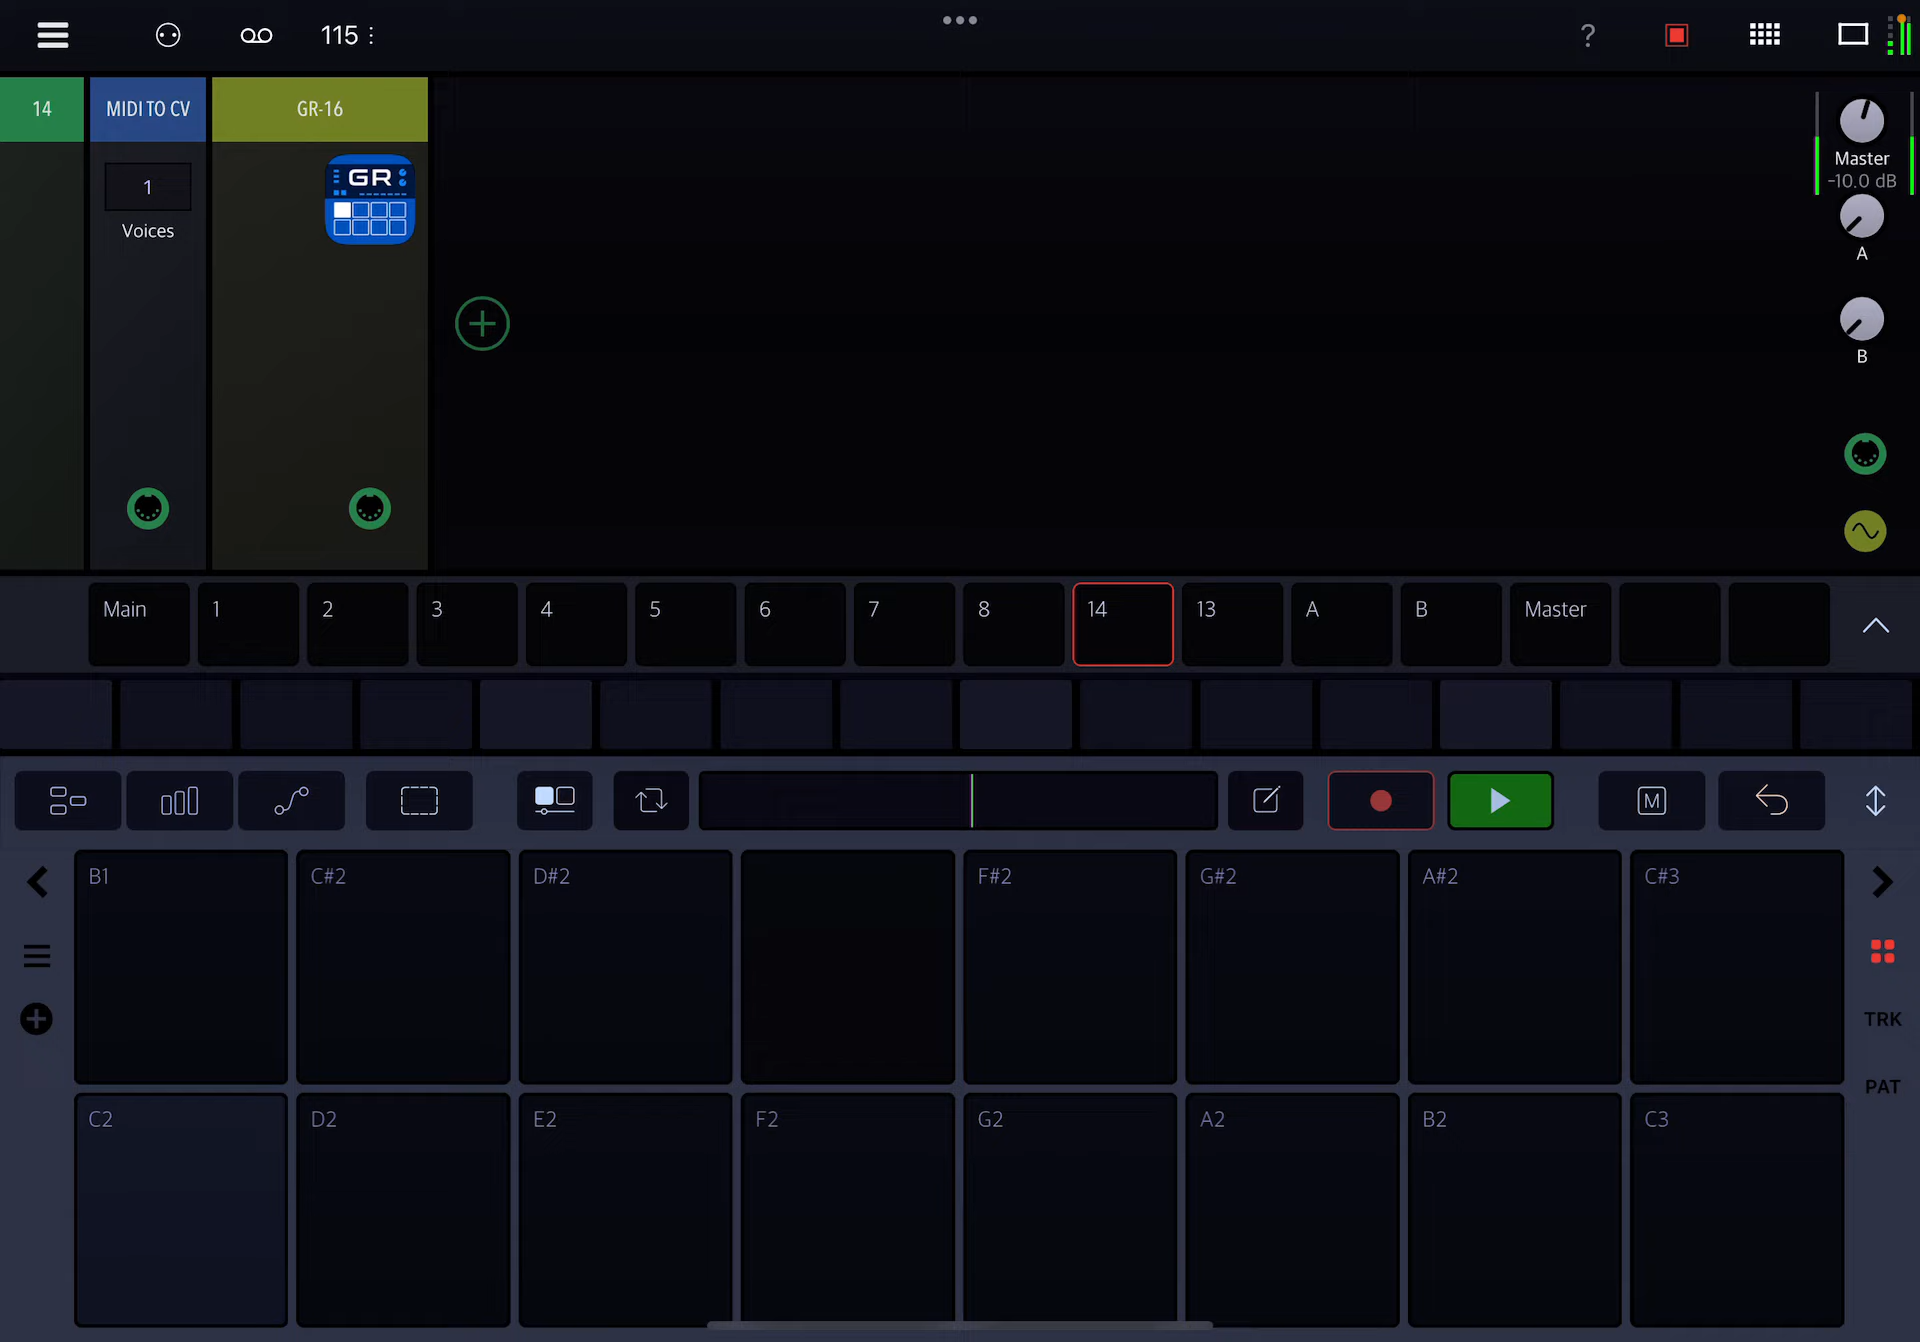 115
?
14
MIDI TO CV
GR-16
GR
1
Voices
Master
-10.0 dB
A
B
Main
1
2
3
4
5
6
7
8
14
13
A
B
Master
M
B1
C#2
D#2
F#2
G#2
A#2
C#3
TRK
PAT
C2
D2
E2
F2
G2
A2
B2
C3